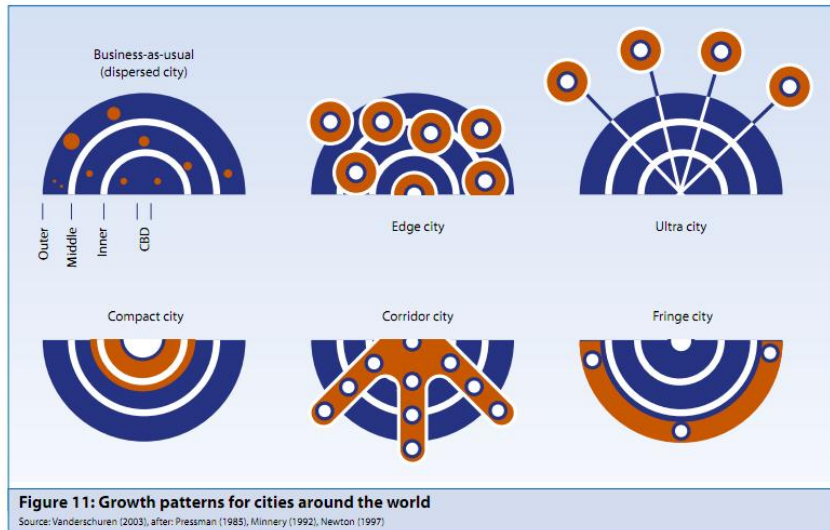 Business-as-usual
(dispersed city)
Outer
Middle
Inner
CBD
Edge city
Ultra city
Compact city
Corridor city
Fringe city
Figure 11: Growth patterns for cities around the world
Source: Vanderschuren (2003), after: Pressman (1985), Minnery (1992), Newton (1997)